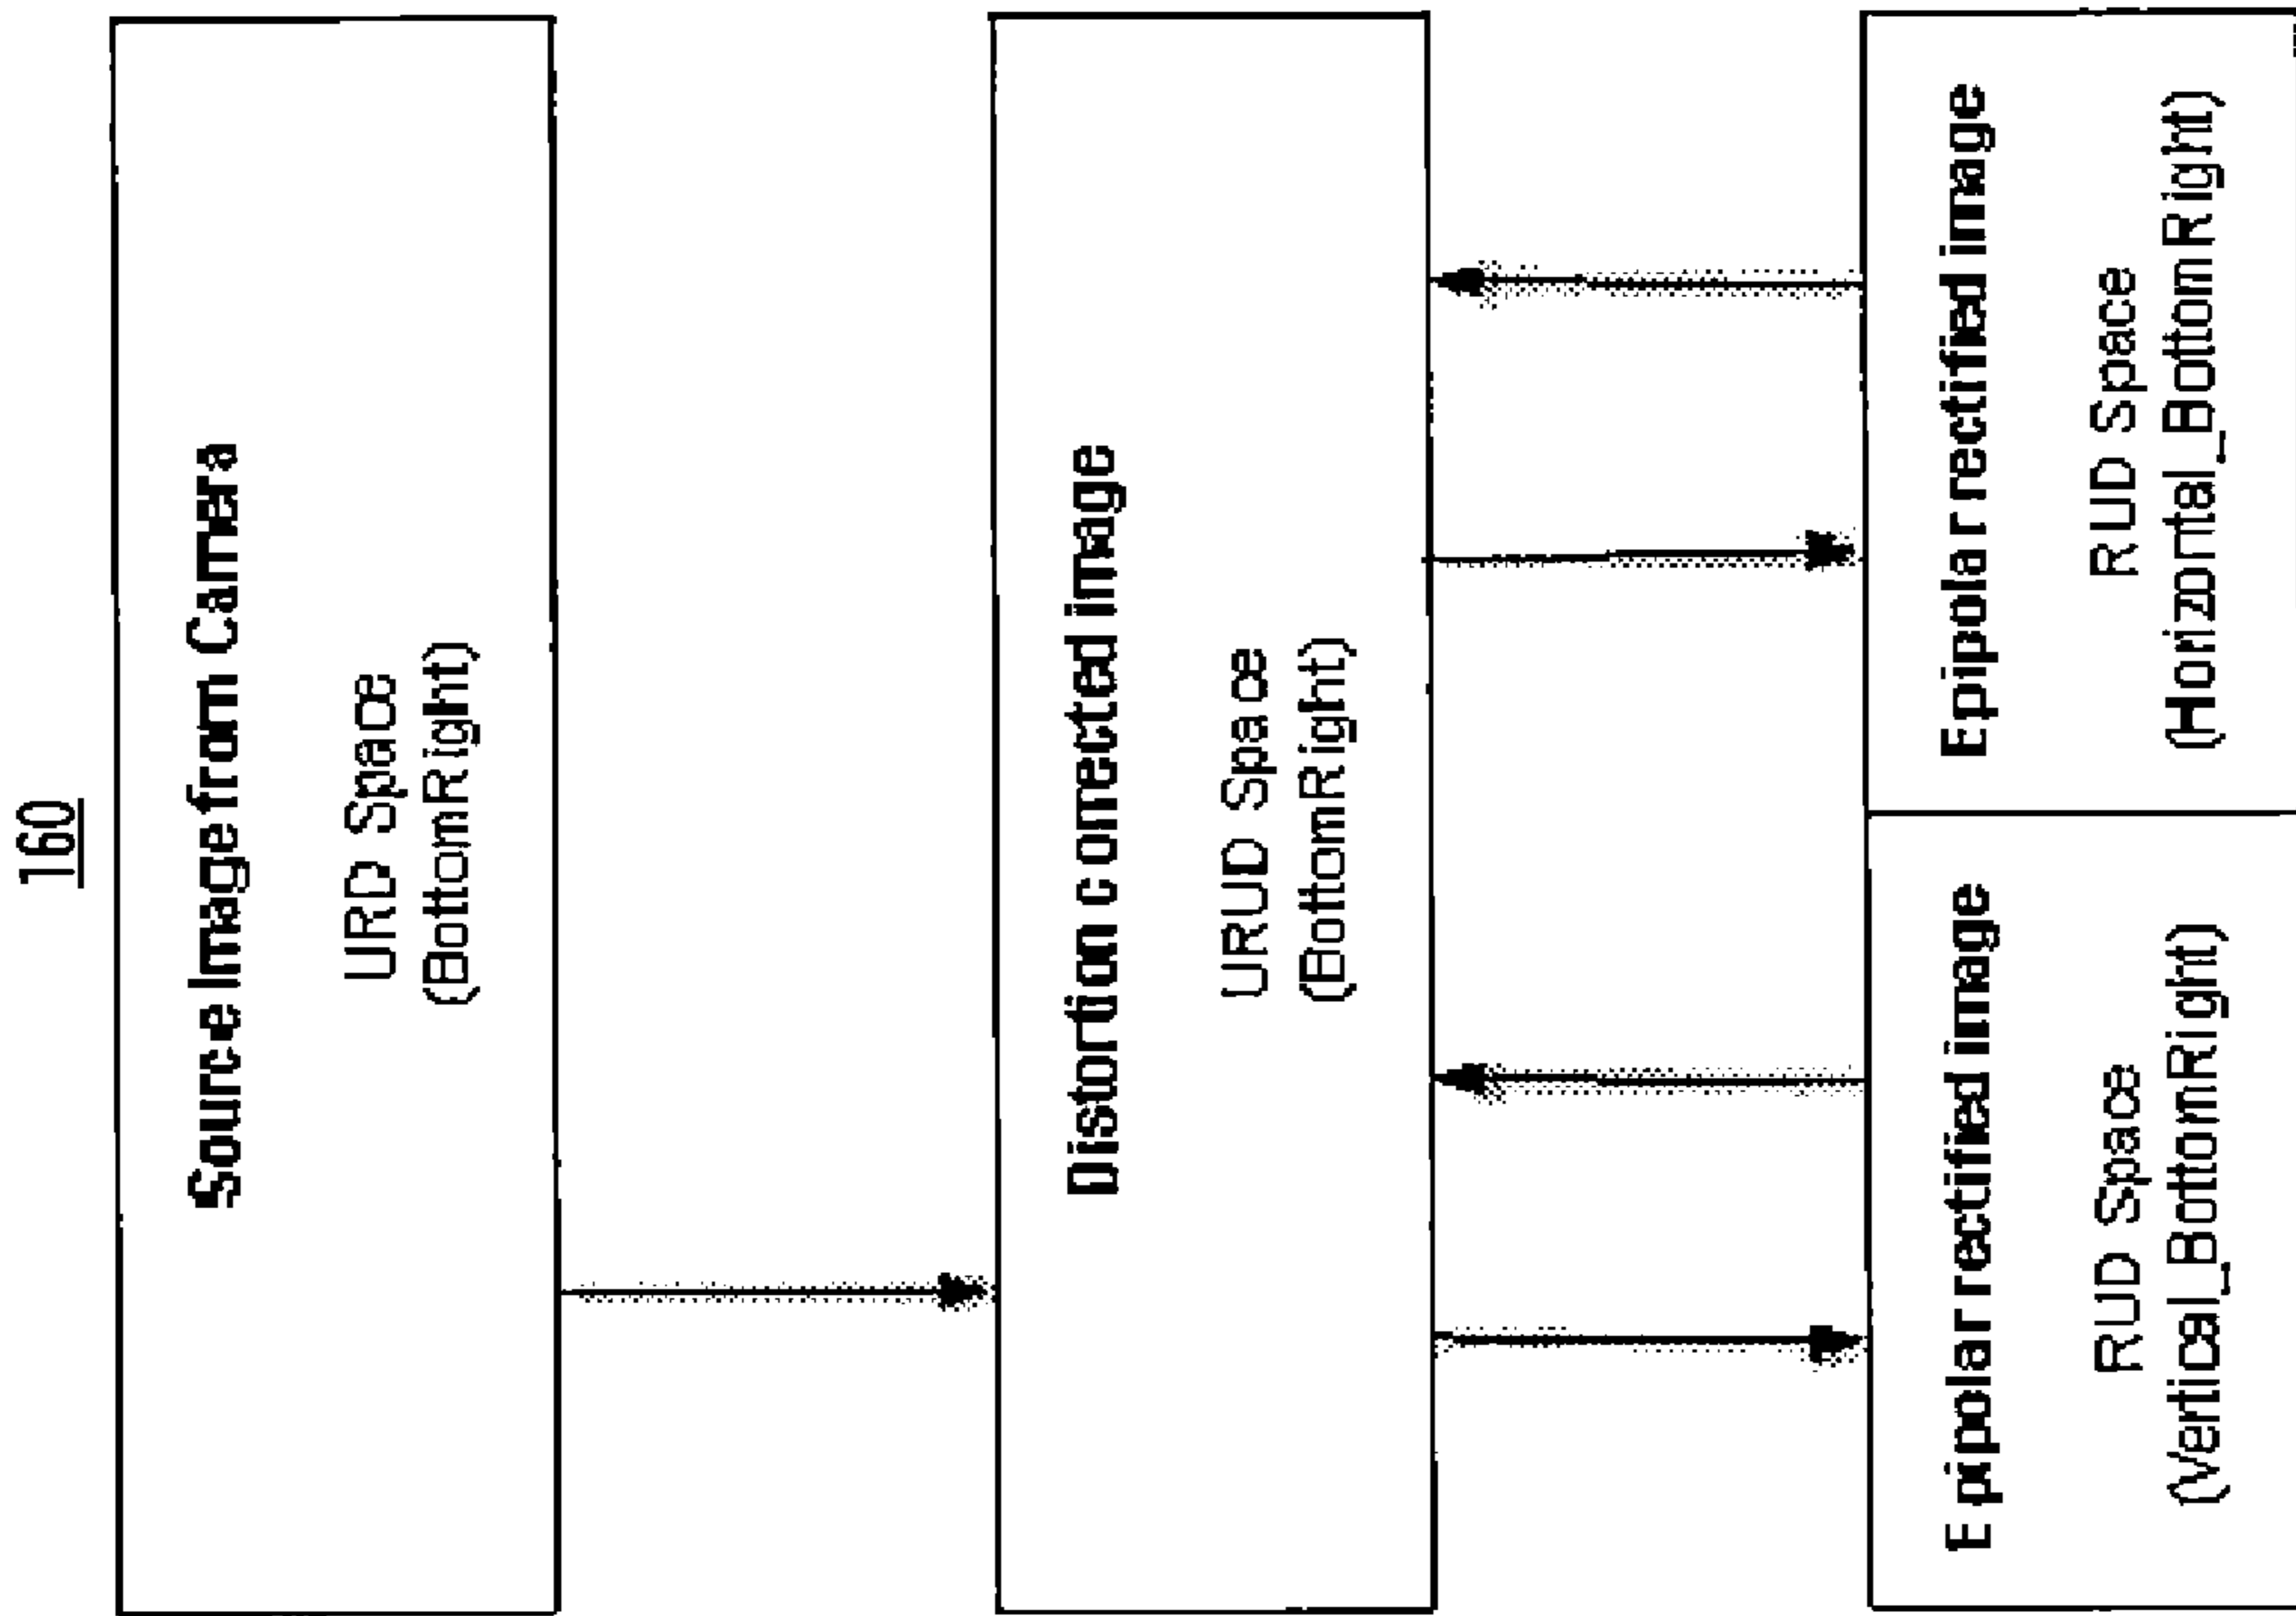 160
Source Image from Camera
URD Space
(BottomRight)
Distortion corrected image
URUD Space
(BottomRight)
Epipolar rectified image
RUD Space
(Vertical_BottomRight)
Epipolar rectified image
RUD Space
(Horizontal_BottomRight)